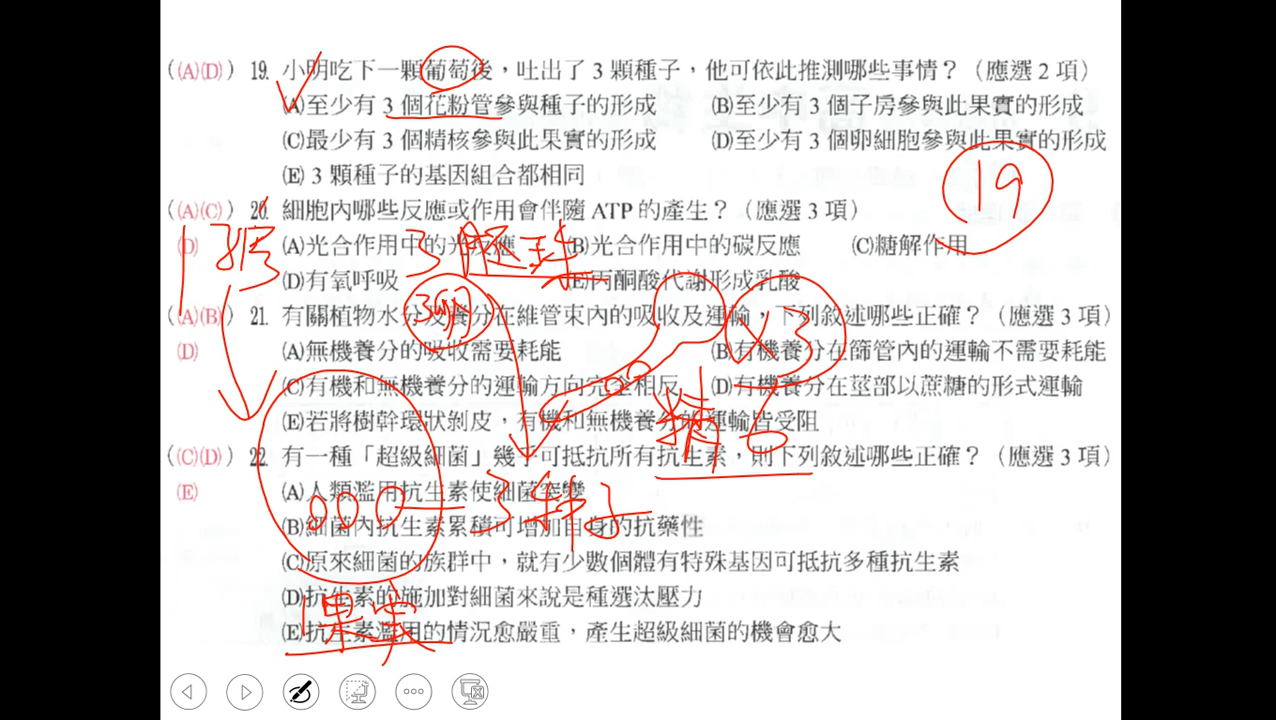 (（A）（D）) 19. 小明吃下一顆葡萄後，吐出了 3 顆種子，他可依此推測哪些事情？（應選 2 項）
(A)至少有 3 個花粉管參與種子的形成 (B)至少有 3 個子房參與此果實的形成
(C)最少有 3 個精核參與此果實的形成 (D)至少有 3 個卵細胞參與此果實的形成
(E) 3 顆種子的基因組合都相同
19
(（A）（C）) 20. 細胞內哪些反應或作用會伴隨 ATP 的產生？（應選 3 項）
(（D）) (A)光合作用中的光反應 (B)光合作用中的碳反應 (C)糖解作用
3胚珠
(D)有氧呼吸 (E)丙酮酸代謝形成乳酸
(（A）（B）) 21. 有關植物水分及養分在維管束內的吸收及運輸，下列敘述哪些正確？（應選 3 項）
×3
(（D）) (A)無機養分的吸收需要耗能 (B)有機養分在篩管內的運輸不需要耗能
(C)有機和無機養分的運輸方向完全相反 (D)有機養分在莖部以蔗糖的形式運輸
精 6
(E)若將樹幹環狀剝皮，有機和無機養分的運輸皆受阻
(（C）（D）) 22. 有一種「超級細菌」幾乎可抵抗所有抗生素，則下列敘述哪些正確？（應選 3 項）
(（E）) (A)人類濫用抗生素使細菌突變
3種子
(B)細菌內抗生素累積可增加自身的抗藥性
(C)原來細菌的族群中，就有少數個體有特殊基因可抵抗多種抗生素
(D)抗生素的施加對細菌來說是種選汰壓力
1果實
(E)抗生素濫用的情況愈嚴重，產生超級細菌的機會愈大